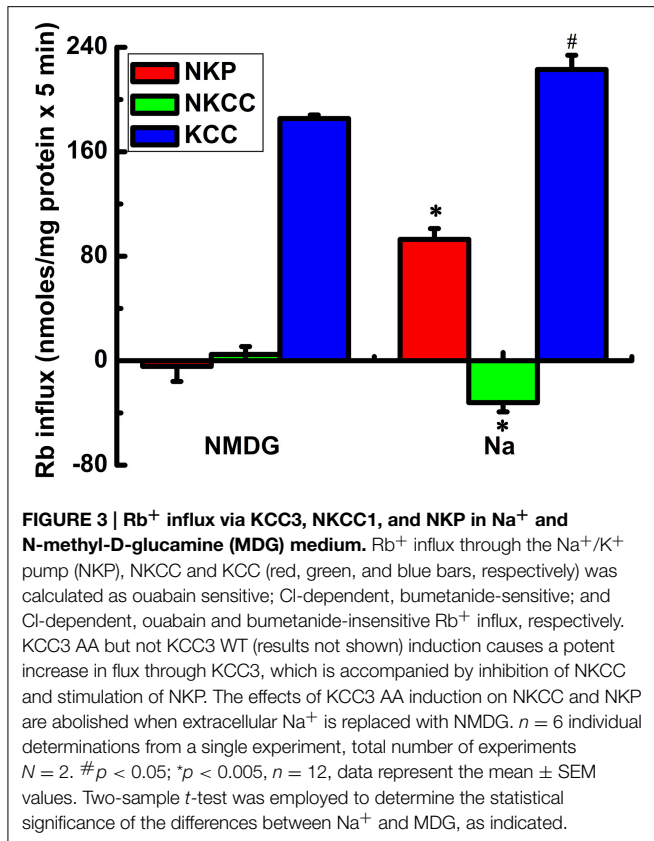 240
160
80
0
-80
Rb influx (nmoles/mg protein x 5 min)
NKP
NKCC
KCC
*
*
#
NMDG
Na
FIGURE 3 | Rb+ influx via KCC3, NKCC1, and NKP in Na+ and
N-methyl-D-glucamine (MDG) medium. Rb+ influx through the Na+/K+
pump (NKP), NKCC and KCC (red, green, and blue bars, respectively) was
calculated as ouabain sensitive; Cl-dependent, bumetanide-sensitive; and
Cl-dependent, ouabain and bumetanide-insensitive Rb+ influx, respectively.
KCC3 AA but not KCC3 WT (results not shown) induction causes a potent
increase in flux through KCC3, which is accompanied by inhibition of NKCC
and stimulation of NKP. The effects of KCC3 AA induction on NKCC and NKP
are abolished when extracellular Na+ is replaced with NMDG. n = 6 individual
determinations from a single experiment, total number of experiments
N = 2. #p < 0.05; *p < 0.005, n = 12, data represent the mean ± SEM
values. Two-sample t-test was employed to determine the statistical
significance of the differences between Na+ and MDG, as indicated.